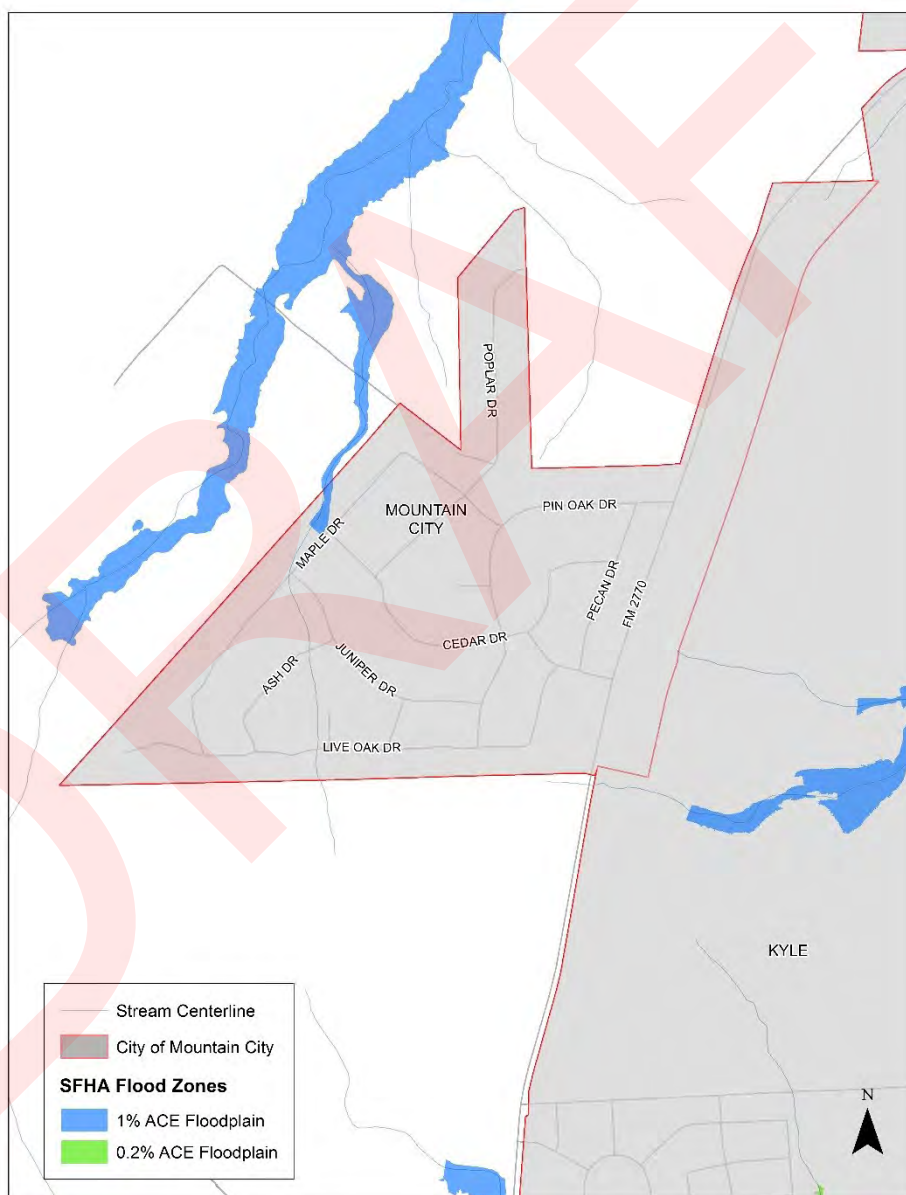 POPLAR DR
MOUNTAIN
CITY
PIN OAK DR
MAPLE DR
PECAN DR
FM 2770
CEDAR DR
JUNIPER DR
ASH DR
LIVE OAK DR
KYLE
Stream Centerline
City of Mountain City
SFHA Flood Zones
1% ACE Floodplain
0.2% ACE Floodplain
N
DRAFT